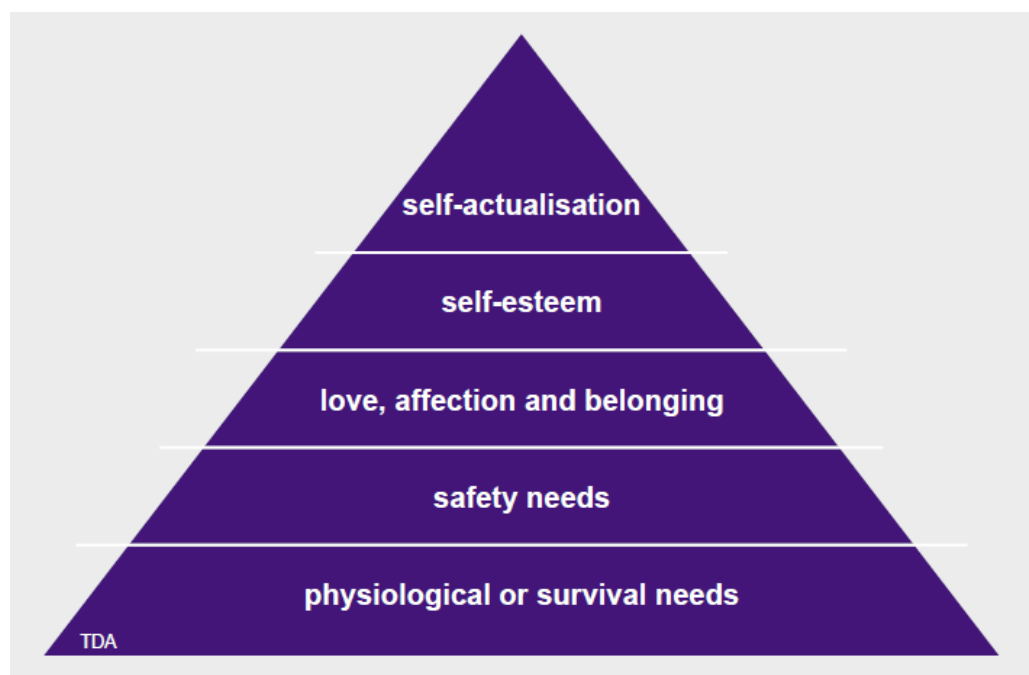 self-actualisation
self-esteem
love, affection and belonging
safety needs
physiological or survival needs
TDA